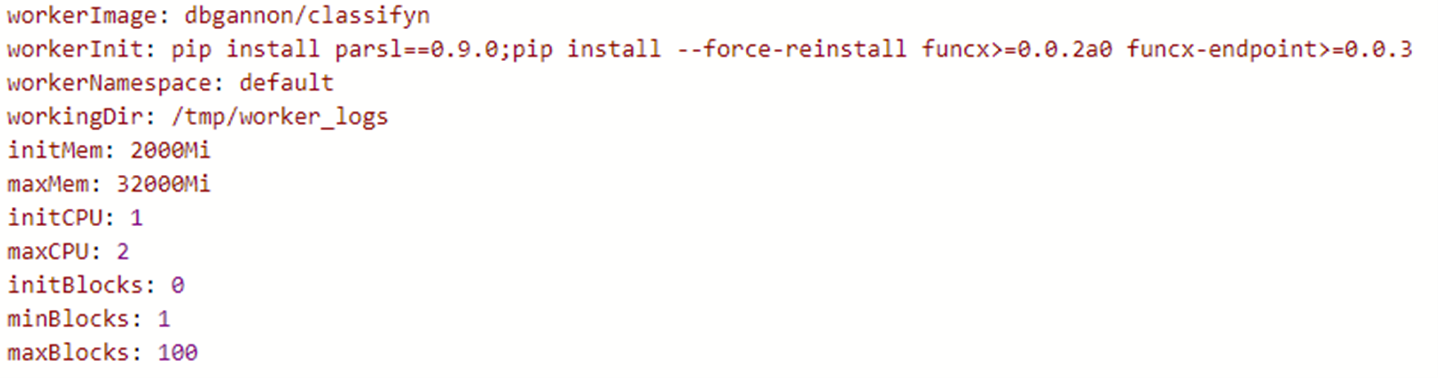 workerImage: dbgannon/classifyn
workerInit: pip install parsl==0.9.0;pip install --force-reinstall funcx>=0.0.2a0 funcx-endpoint>=0.0.3
workerNamespace: default
workingDir: /tmp/worker_logs
initMem: 2000Mi
maxMem: 32000Mi
initCPU: 1
maxCPU: 2
initBlocks: 0
minBlocks: 1
maxBlocks: 100